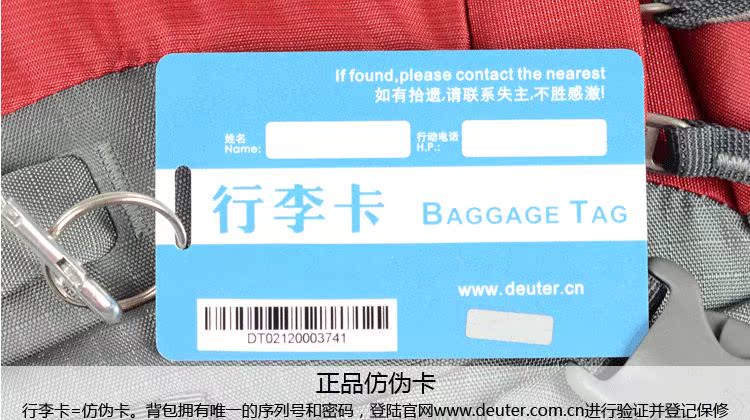 If found,please contact the nearest
如有拾遗,请联系失主,不胜感激!
姓名
Name:
行动电话
H.P.:
行李卡 BAGGAGE TAG
www.deuter.cn
DT02120003741
正品仿伪卡
行李卡=仿伪卡。背包拥有唯一的序列号和密码，登陆官网www.deuter.com.cn进行验证并登记保修